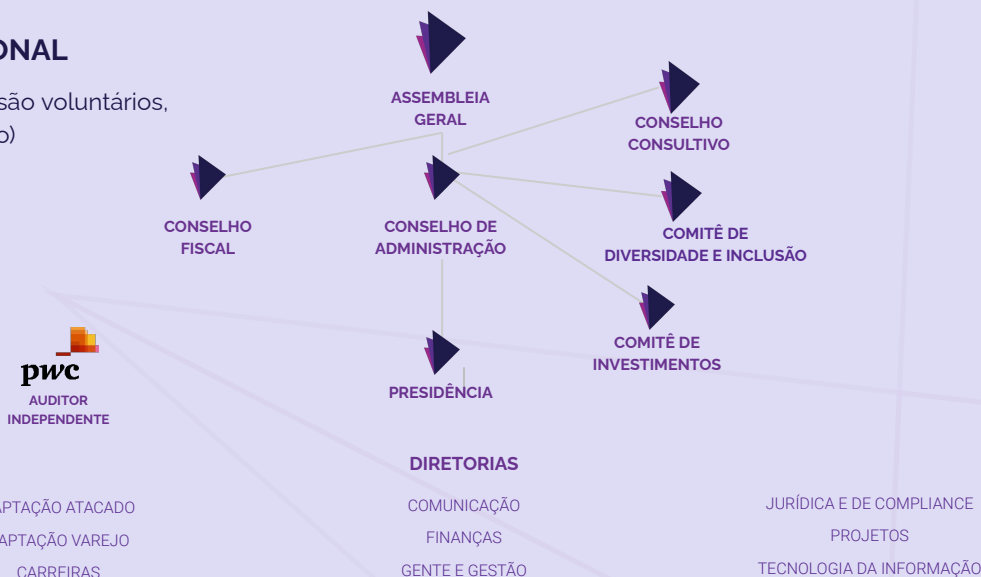 ONAL
são voluntários,
o)
ASSEMBLEIA
GERAL
CONSELHO
CONSULTIVO
CONSELHO
FISCAL
CONSELHO DE
ADMINISTRAÇÃO
COMITÊ DE
DIVERSIDADE E INCLUSÃO
COMITÊ DE
INVESTIMENTOS
pwc
AUDITOR
INDEPENDENTE
PRESIDÊNCIA
DIRETORIAS
APTAÇÃO ATACADO
APTAÇÃO VAREJO
CARREIRAS
COMUNICAÇÃO
FINANÇAS
GENTE E GESTÃO
JURÍDICA E DE COMPLIANCE
PROJETOS
TECNOLOGIA DA INFORMAÇÃO